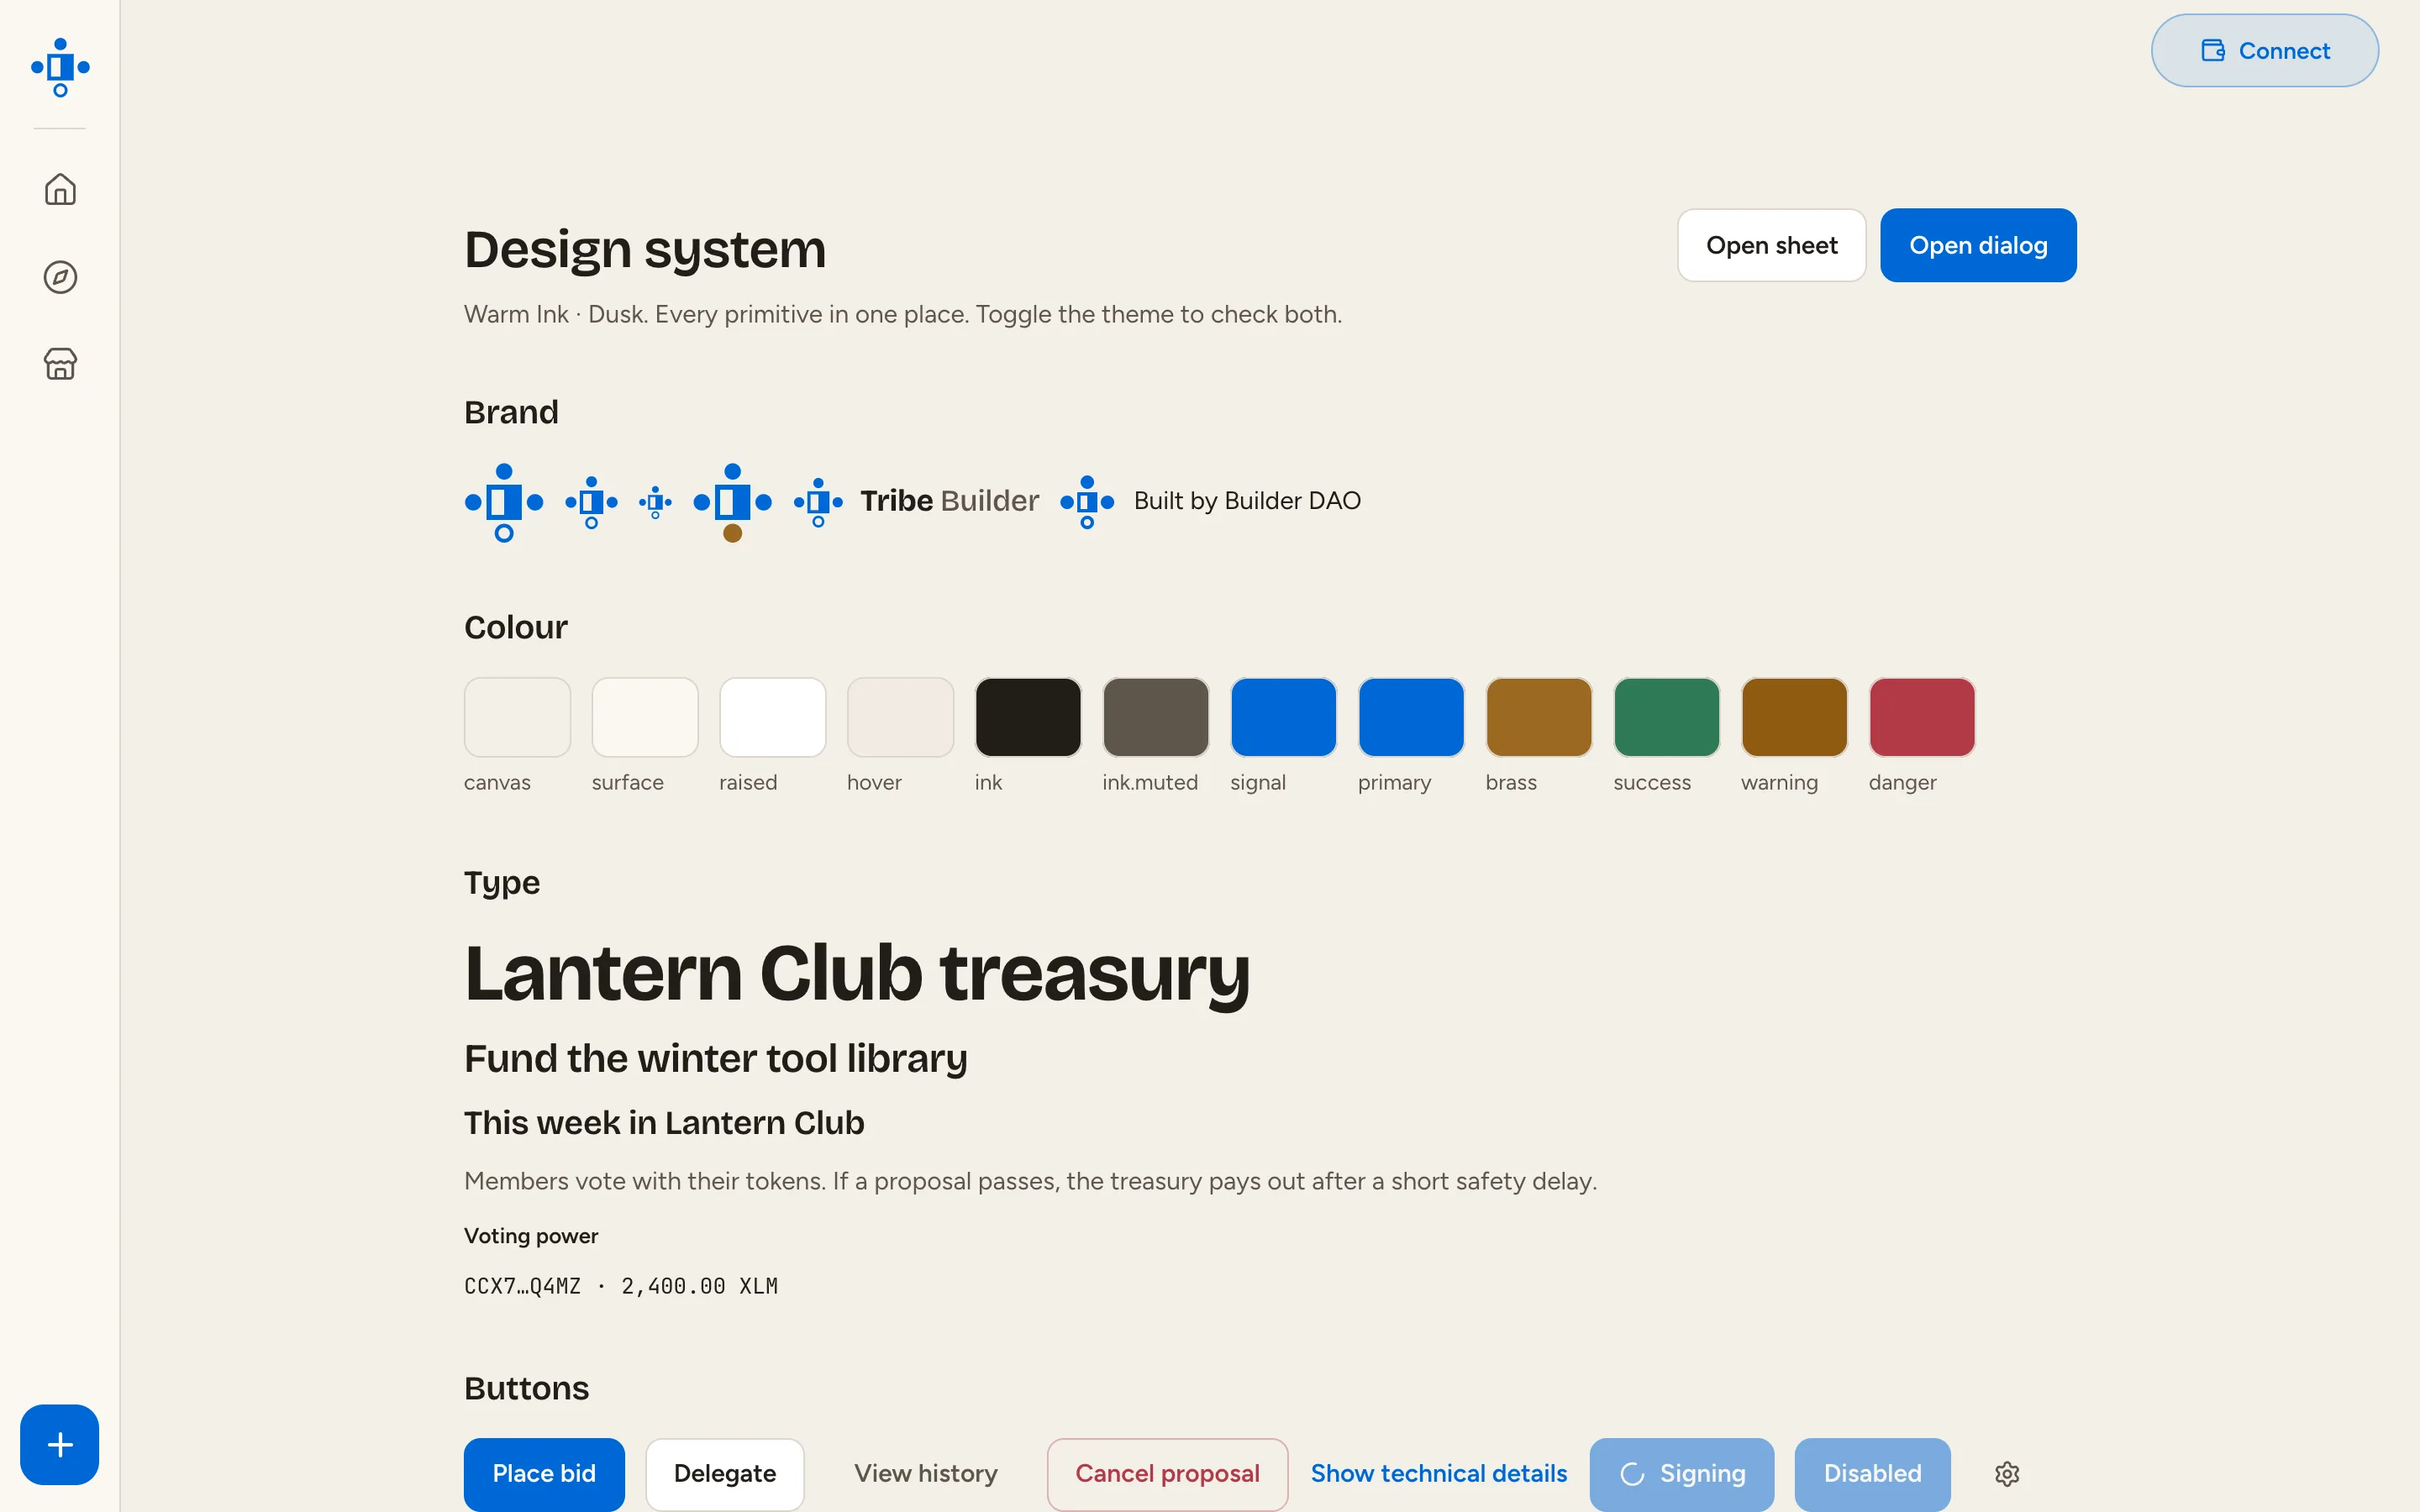 Connect
Design system
Open sheet
Open dialog
Warm Ink · Dusk. Every primitive in one place. Toggle the theme to check both.
Brand
Tribe Builder
Built by Builder DAO
Colour
canvas surface raised hover ink ink.muted signal primary brass success warning danger
Type
Lantern Club treasury
Fund the winter tool library
This week in Lantern Club
Members vote with their tokens. If a proposal passes, the treasury pays out after a short safety delay.
Voting power
CCX7…Q4MZ · 2,400.00 XLM
Buttons
Place bid Delegate View history Cancel proposal Show technical details Signing Disabled